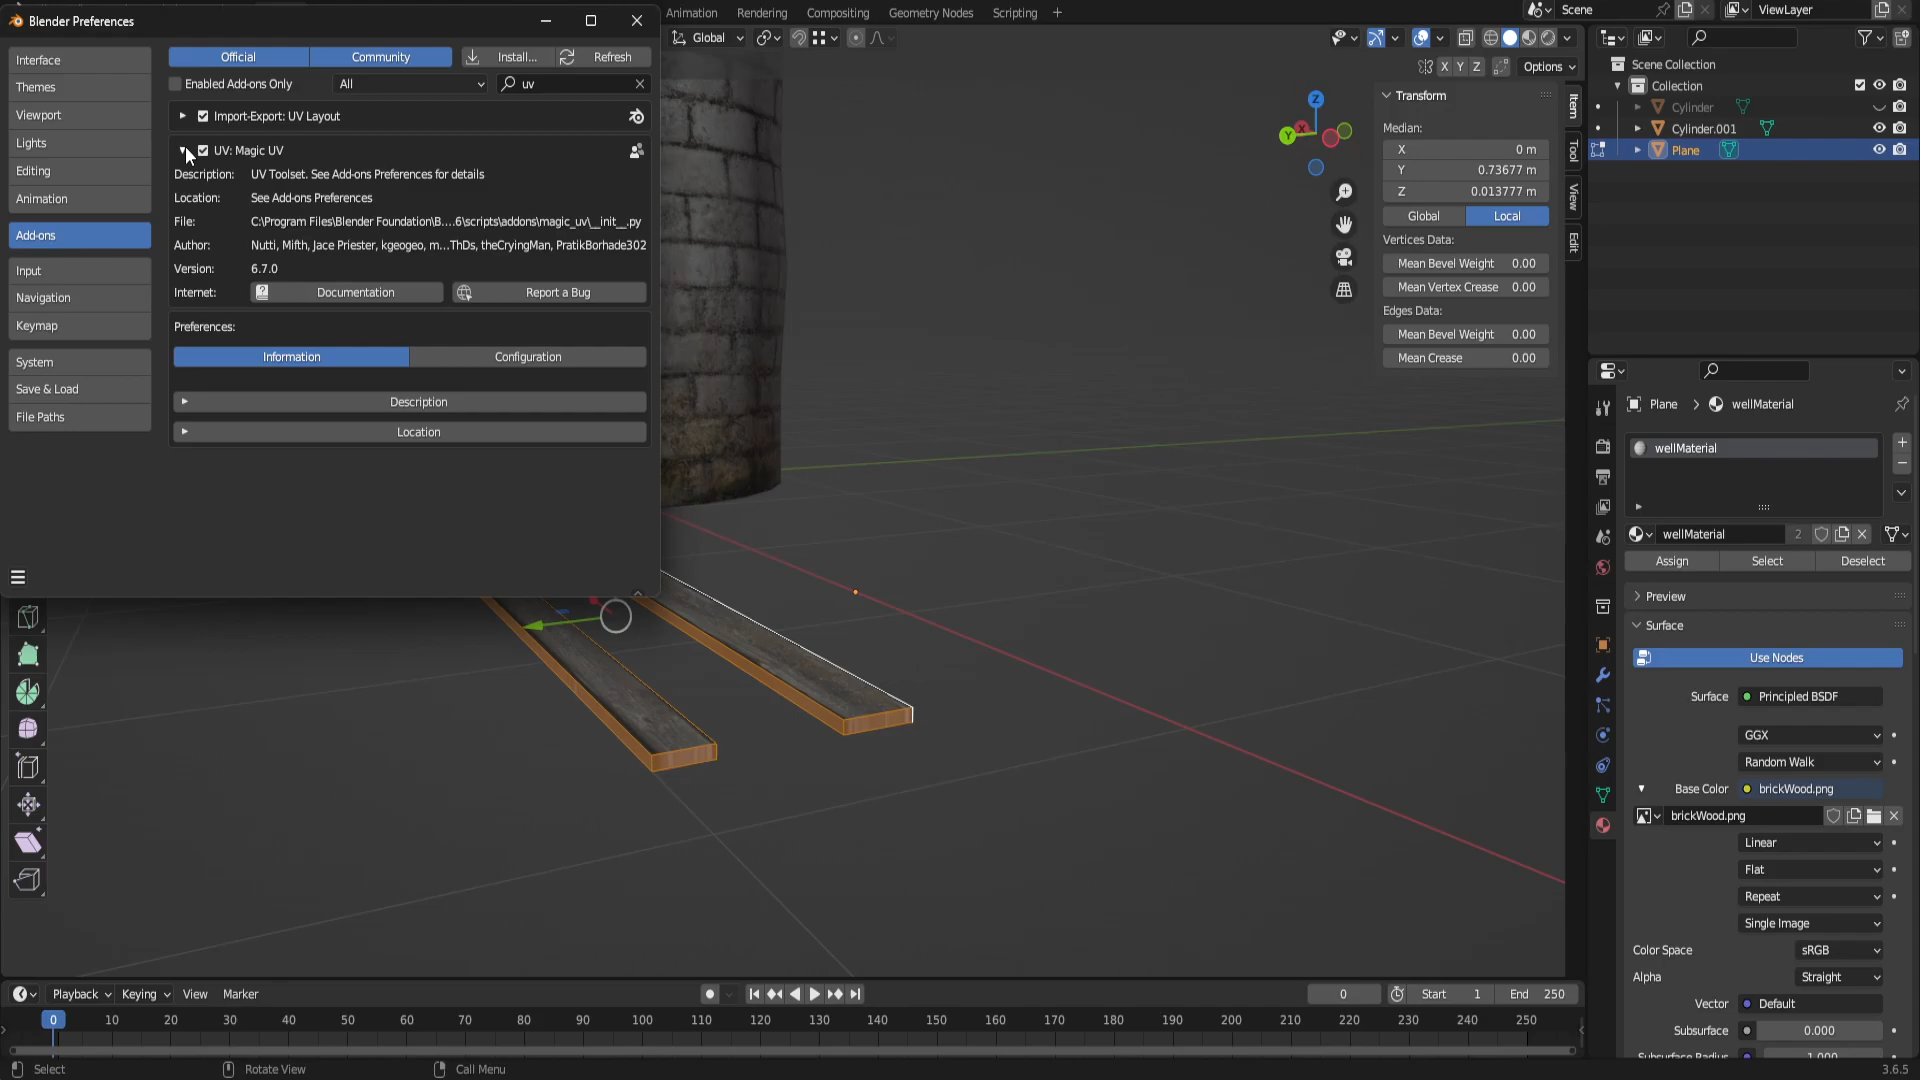 Blender Preferences
Interface
Themes
Viewport
Lights
Editing
Animation
Add-ons
Input
Navigation
Keymap
System
Save & Load
File Paths
Official
Community
Install...
Refresh
Enabled Add-ons Only
All
uv
Import-Export: UV Layout
UV: Magic UV
Description: UV Toolset. See Add-ons Preferences for details
Location: See Add-ons Preferences
File: C:\Program Files\Blender Foundation\B....6\scripts\addons\magic_uv\__init__.py
Author: Nutti, Mifth, Jace Priester, kgeogeo, m...ThDs, theCryingMan, PratikBorhade302
Version: 6.7.0
Internet: Documentation Report a Bug
Preferences:
Information Configuration
Description
Location
Animation Rendering Compositing Geometry Nodes Scripting
Global
X Y Z Options
Transform
Median:
X 0 m
Y 0.73677 m
Z 0.013777 m
Global Local
Vertices Data:
Mean Bevel Weight 0.00
Mean Vertex Crease 0.00
Edges Data:
Mean Bevel Weight 0.00
Mean Crease 0.00
Item
Tool
View
Edit
Z
Y
X
Scene
ViewLayer
Scene Collection
Collection
Cylinder
Cylinder.001
Plane
Plane wellMaterial
wellMaterial
wellMaterial 2
Assign Select Deselect
Preview
Surface
Use Nodes
Surface Principled BSDF
GGX
Random Walk
Base Color brickWood.png
brickWood.png
Linear
Flat
Repeat
Single Image
Color Space sRGB
Alpha Straight
Vector Default
Subsurface 0.000
Subsurface Radius 1.000
Playback Keying View Marker
0 Start 1 End 250
0 10 20 30 40 50 60 70 80 90 100 110 120 130 140 150 160 170 180 190 200 210 220 230 240 250
Select Rotate View Call Menu
3.6.5